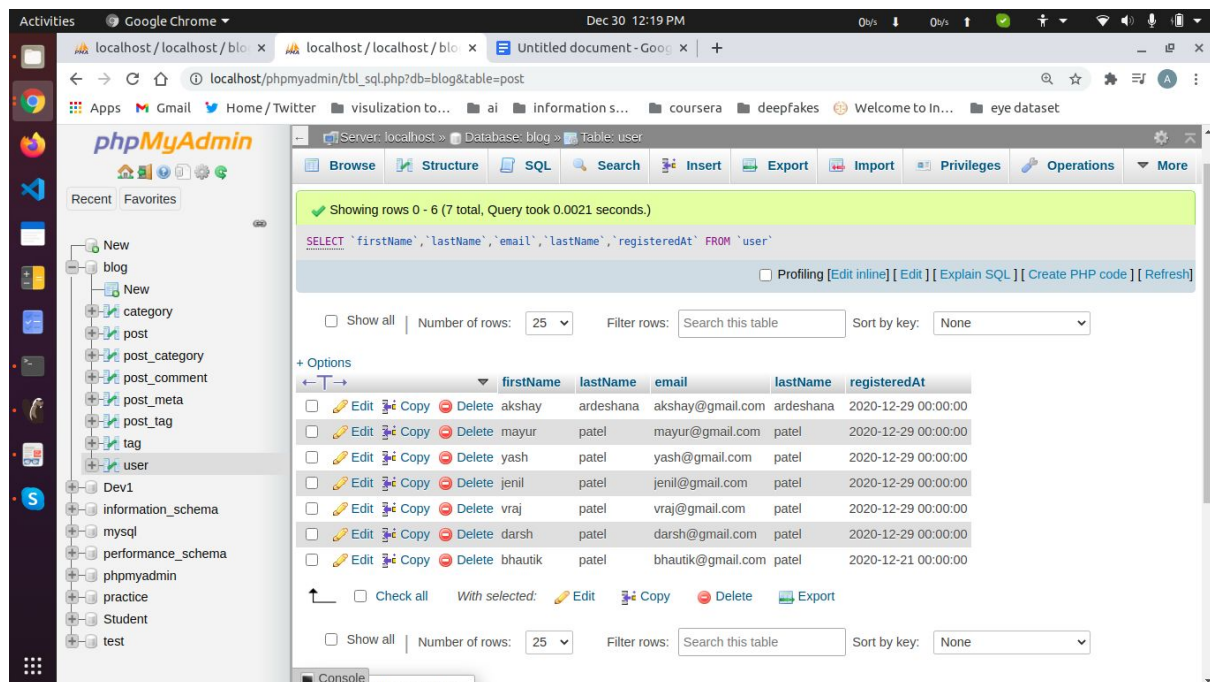 Activities Google Chrome Dec 30 12:19 PM 0b/s 0b/s
localhost / localhost / blo × localhost / localhost / blo × Untitled document - Goog × +
localhost/phpmyadmin/tbl_sql.php?db=blog&table=post A
Apps Gmail Home / Twitter visulization to... ai information s... coursera deepfakes Welcome to In... eye dataset
phpMyAdmin
Recent Favorites
New
blog
New
category
post
post_category
post_comment
post_meta
post_tag
tag
user
Dev1
information_schema
mysql
performance_schema
phpmyadmin
practice
Student
test
Server: localhost » Database: blog » Table: user
Browse Structure SQL Search Insert Export Import Privileges Operations More
Showing rows 0 - 6 (7 total, Query took 0.0021 seconds.)
SELECT `firstName`,`lastName`,`email`,`lastName`,`registeredAt` FROM `user`
Profiling [Edit inline] [ Edit ] [ Explain SQL ] [ Create PHP code ] [ Refresh]
Show all | Number of rows: 25 Filter rows: Search this table Sort by key: None
+ Options
←T→ firstName lastName email lastName registeredAt
Edit Copy Delete akshay ardeshana akshay@gmail.com ardeshana 2020-12-29 00:00:00
Edit Copy Delete mayur patel mayur@gmail.com patel 2020-12-29 00:00:00
Edit Copy Delete yash patel yash@gmail.com patel 2020-12-29 00:00:00
Edit Copy Delete jenil patel jenil@gmail.com patel 2020-12-29 00:00:00
Edit Copy Delete vraj patel vraj@gmail.com patel 2020-12-29 00:00:00
Edit Copy Delete darsh patel darsh@gmail.com patel 2020-12-29 00:00:00
Edit Copy Delete bhautik patel bhautik@gmail.com patel 2020-12-21 00:00:00
Check all With selected: Edit Copy Delete Export
Show all | Number of rows: 25 Filter rows: Search this table Sort by key: None
Console